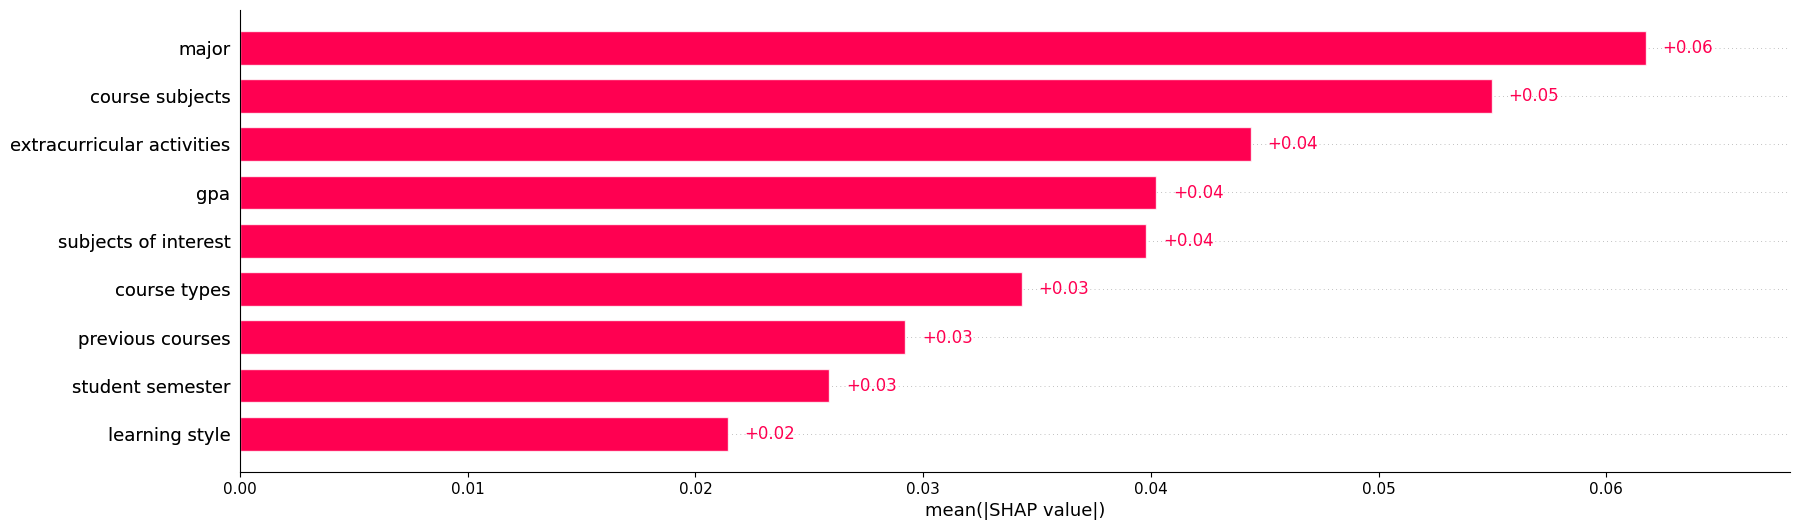 major +0.06
course subjects +0.05
extracurricular activities +0.04
gpa +0.04
subjects of interest +0.04
course types +0.03
previous courses +0.03
student semester +0.03
learning style +0.02
0.00 0.01 0.02 0.03 0.04 0.05 0.06
mean(|SHAP value|)